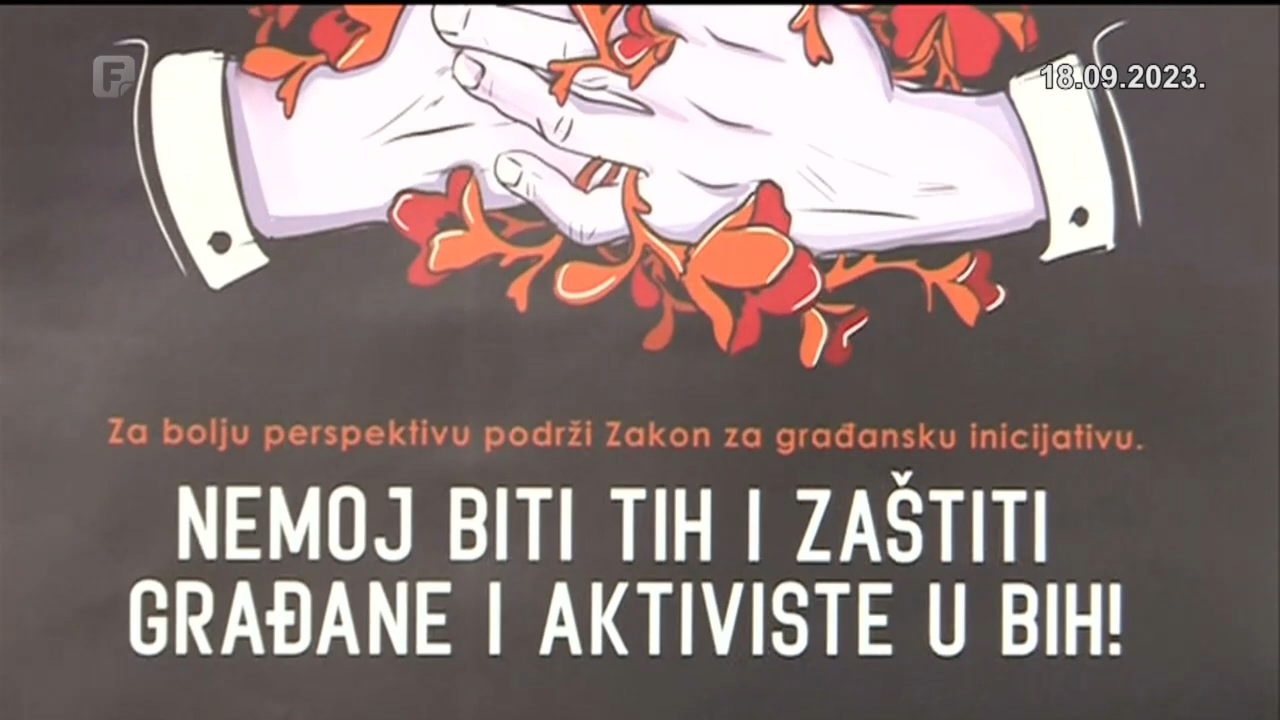 F
18.09.2023.
Za bolju perspektivu podrži Zakon za građansku inicijativu.
NEMOJ BITI TIH I ZAŠTITI
GRAĐANE I AKTIVISTE U BIH!